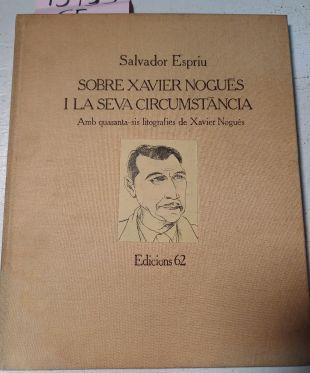 Salvador Espriu
SOBRE XAVIER NOGUÉS
I LA SEVA CIRCUMSTÀNCIA
Amb quaranta-sis litografies de Xavier Nogués
Edicions 62